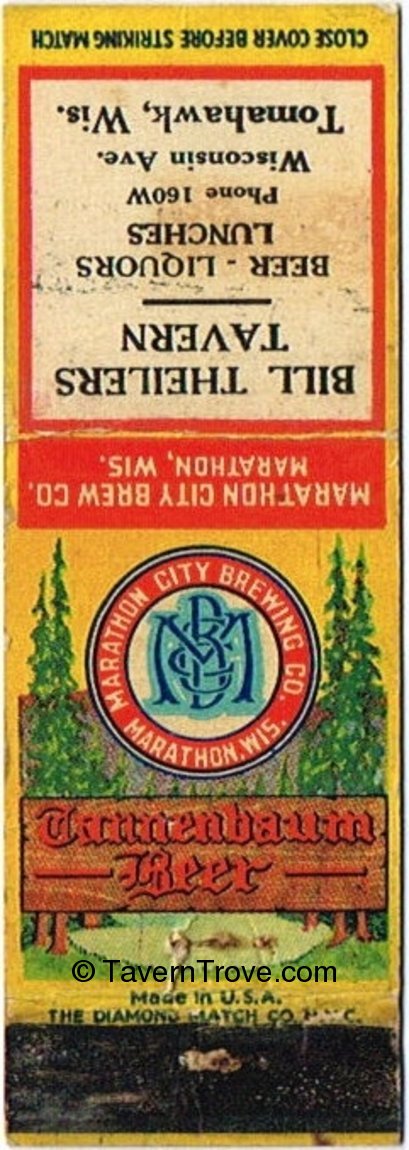 CLOSE COVER BEFORE STRIKING MATCH
BILL THEILERS
TAVERN
BEER - LIQUORS
LUNCHES
Phone 160W
Wisconsin Ave.
Tomahawk, Wis.
MARATHON CITY BREW CO.
MARATHON, WIS.
MARATHON CITY BREWING CO.
MARATHON, WIS.
MBC
Tannenbaum
Beer
© TavernTrove.com
Made in U.S.A.
THE DIAMOND MATCH CO. N.Y.C.